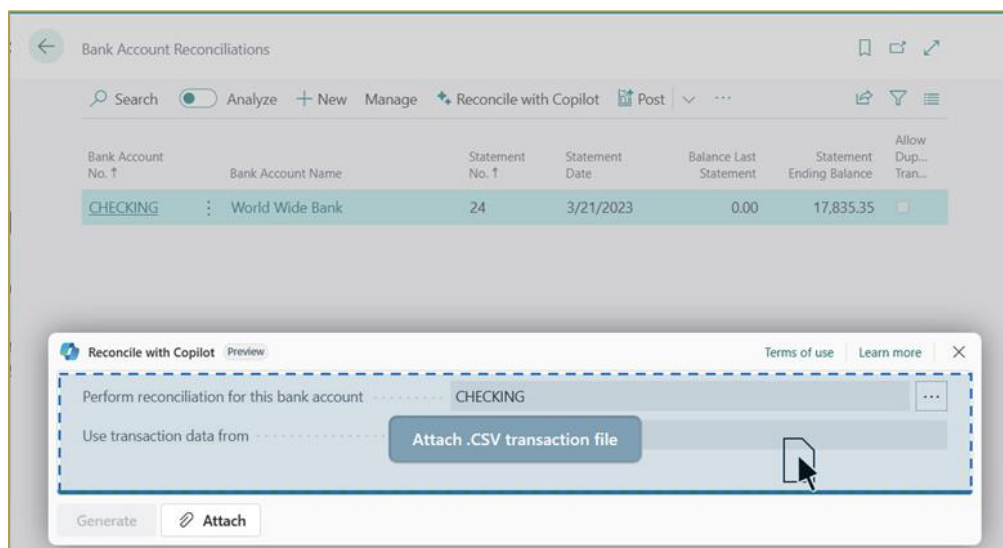 Bank Account Reconciliations
Search Analyze + New Manage Reconcile with Copilot Post ...
Allow
Bank Account Statement Statement Balance Last Statement Dup...
No. ↑ Bank Account Name No. ↑ Date Statement Ending Balance Tran...
CHECKING World Wide Bank 24 3/21/2023 0.00 17,835.35
Reconcile with Copilot Preview Terms of use Learn more
Perform reconciliation for this bank account CHECKING ...
Use transaction data from Attach .CSV transaction file
Generate Attach